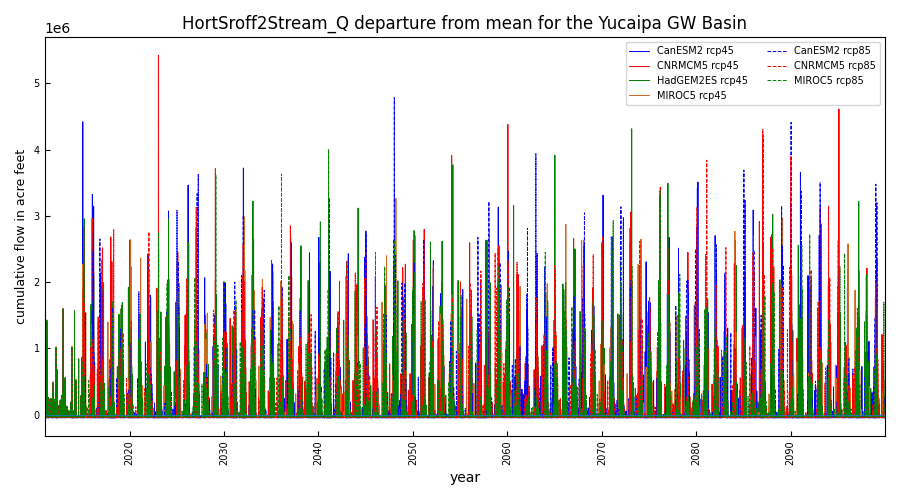 HortSroff2Stream_Q departure from mean for the Yucaipa GW Basin
1e6
CanESM2 rcp45
CNRMCM5 rcp45
HadGEM2ES rcp45
MIROC5 rcp45
CanESM2 rcp85
CNRMCM5 rcp85
MIROC5 rcp85
cumulative flow in acre feet
5
4
3
2
1
0
2020
2030
2040
2050
2060
2070
2080
2090
year